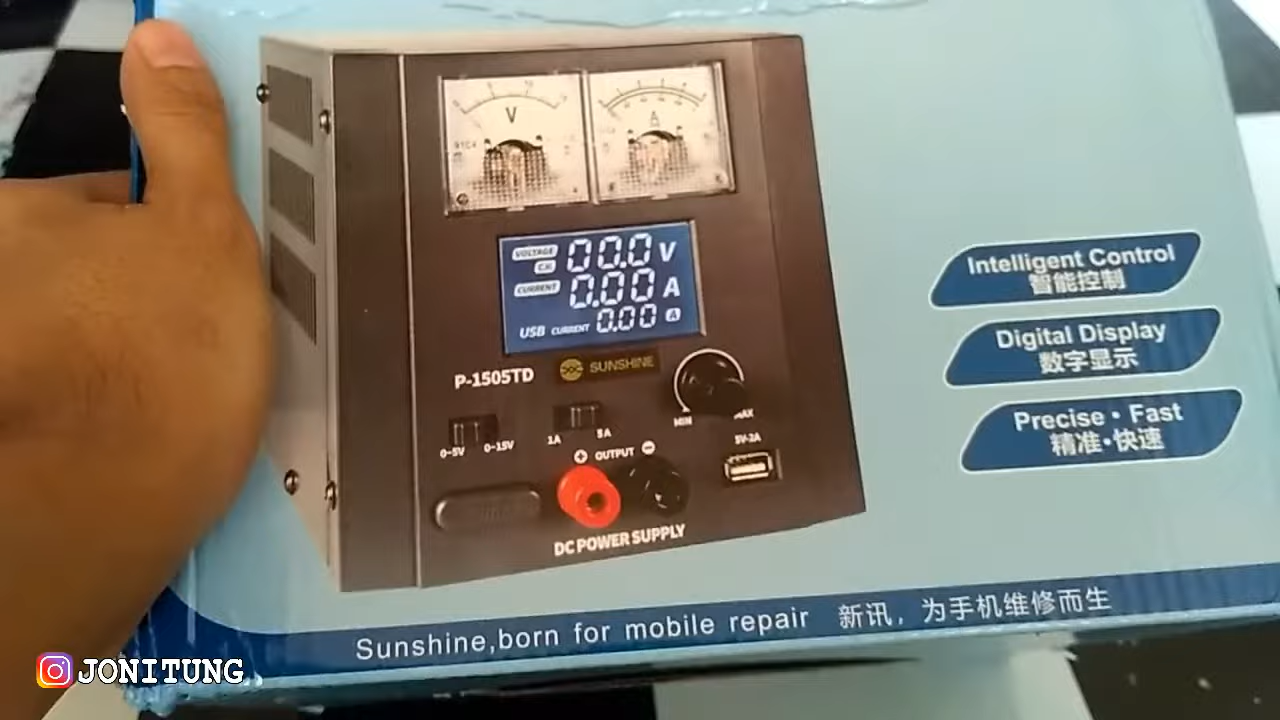 V
A
VOLTAGE
00.0 V
CURRENT
0.00 A
USB CURRENT 0.00 A
P-1505TD
SUNSHINE
0~5V 0~15V
1A 5A
MIN MAX
OUTPUT
5V-2A
DC POWER SUPPLY
Intelligent Control
智能控制
Digital Display
数字显示
Precise·Fast
精准·快速
Sunshine,born for mobile repair 新讯，为手机维修而生
JONITUNG